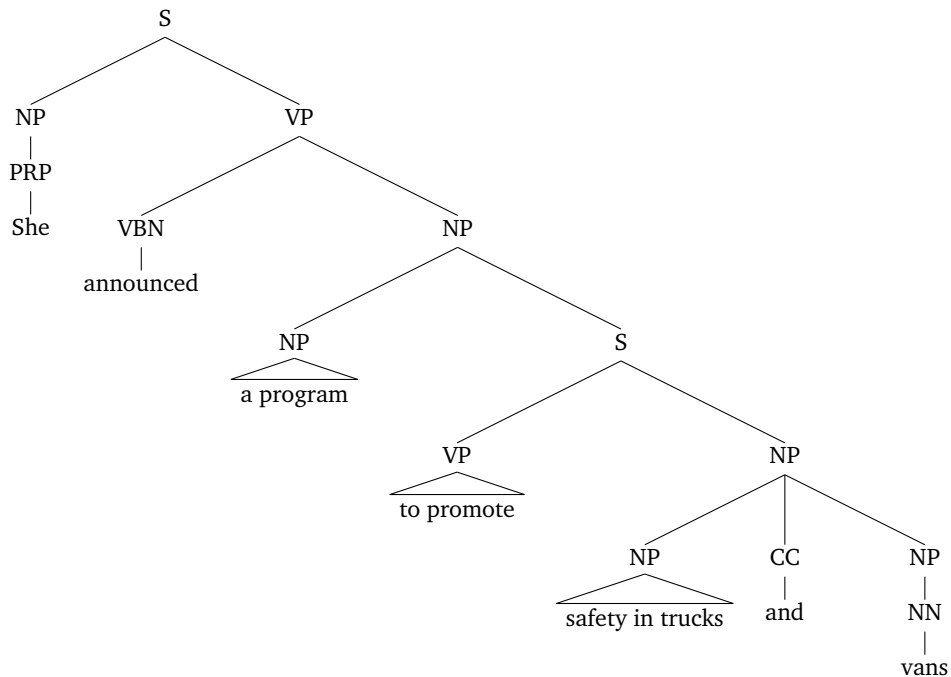 S
NP VP
PRP
She VBN NP
announced
NP S
a program
VP NP
to promote
NP CC NP
safety in trucks and NN
vans